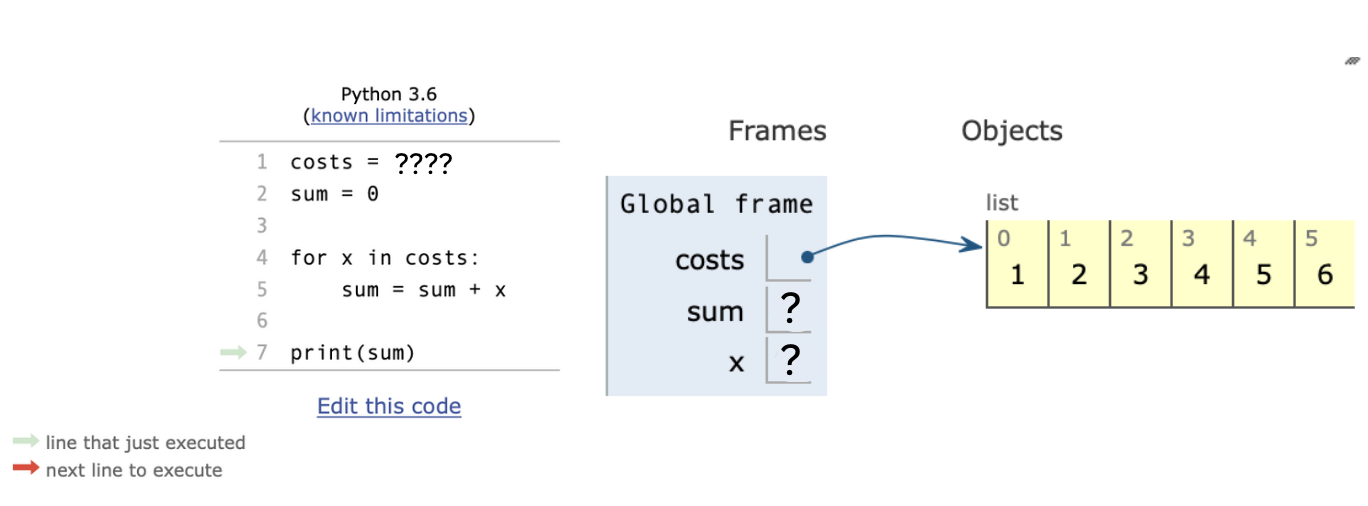 Python 3.6
(known limitations)
1 costs = ????
2 sum = 0
3
4 for x in costs:
5     sum = sum + x
6
7 print(sum)
Edit this code
line that just executed
next line to execute
Frames
Objects
Global frame
costs
sum ?
x ?
list
0 1 2 3 4 5
1 2 3 4 5 6